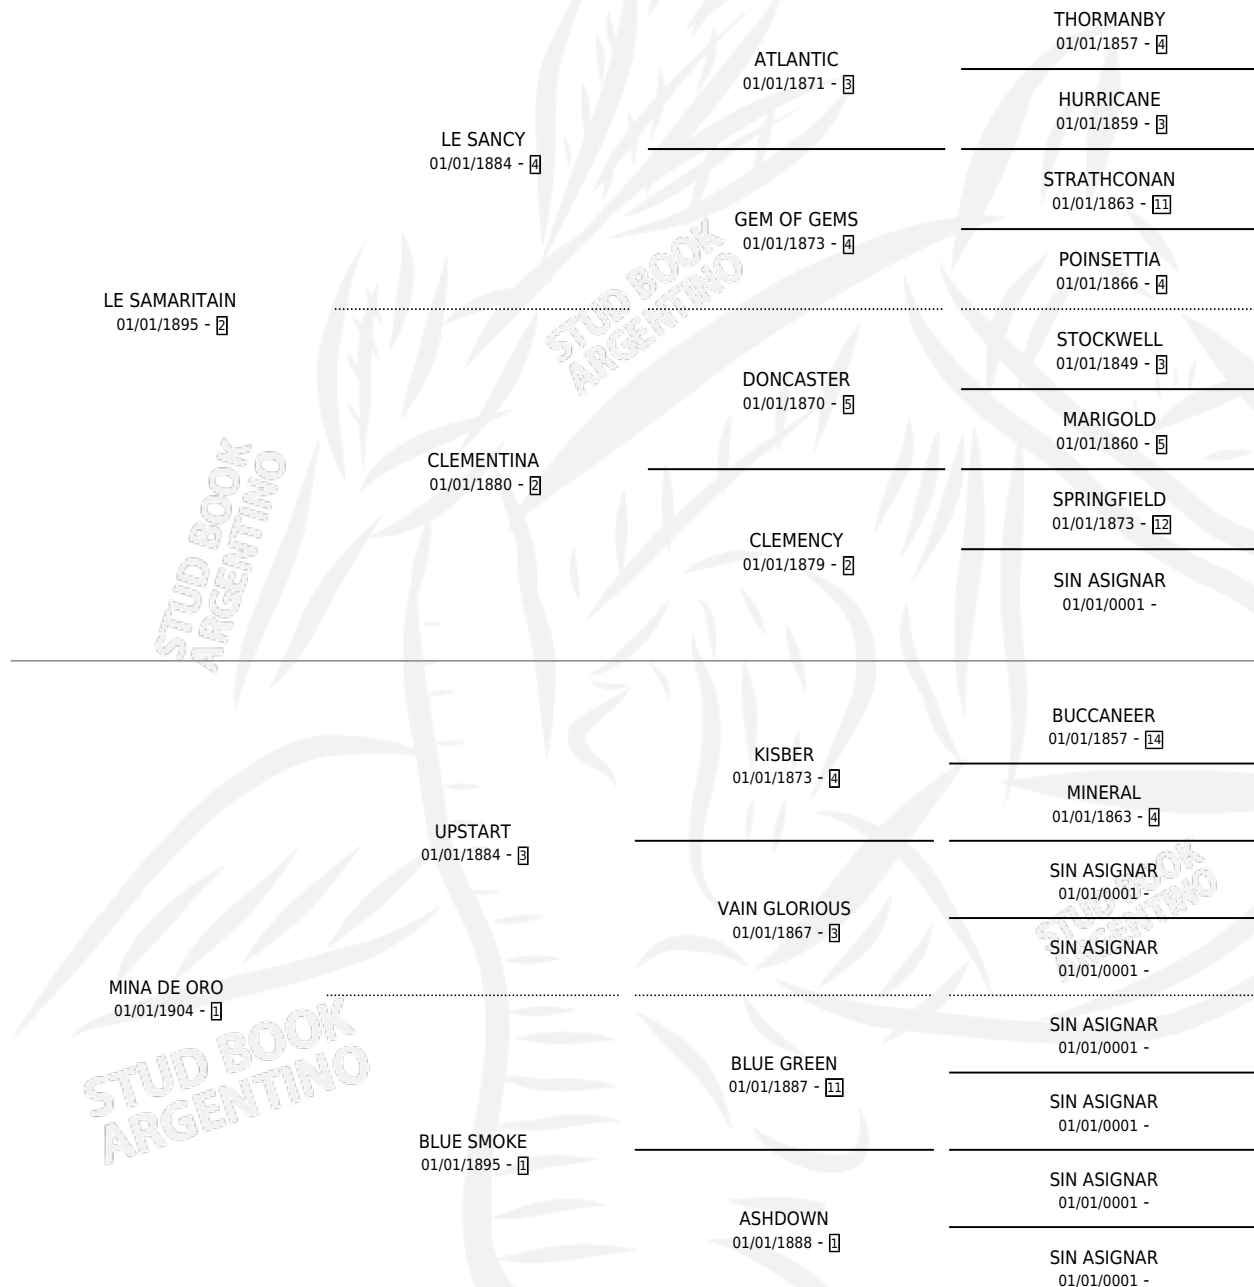 LE SAMARITAIN
01/01/1895 - 2
LE SANCY
01/01/1884 - 4
CLEMENTINA
01/01/1880 - 2
ATLANTIC
01/01/1871 - 3
GEM OF GEMS
01/01/1873 - 4
DONCASTER
01/01/1870 - 5
CLEMENCY
01/01/1879 - 2
THORMANBY
01/01/1857 - 4
HURRICANE
01/01/1859 - 3
STRATHCONAN
01/01/1863 - 11
POINSETTIA
01/01/1866 - 4
STOCKWELL
01/01/1849 - 3
MARIGOLD
01/01/1860 - 5
SPRINGFIELD
01/01/1873 - 12
SIN ASIGNAR
01/01/0001 -
STUD BOOK
ARGENTINO
STUD BOOK
ARGENTINO
MINA DE ORO
01/01/1904 - 1
UPSTART
01/01/1884 - 3
BLUE SMOKE
01/01/1895 - 1
KISBER
01/01/1873 - 4
VAIN GLORIOUS
01/01/1867 - 3
BLUE GREEN
01/01/1887 - 11
ASHDOWN
01/01/1888 - 1
BUCCANEER
01/01/1857 - 14
MINERAL
01/01/1863 - 4
SIN ASIGNAR
01/01/0001 -
SIN ASIGNAR
01/01/0001 -
SIN ASIGNAR
01/01/0001 -
SIN ASIGNAR
01/01/0001 -
SIN ASIGNAR
01/01/0001 -
SIN ASIGNAR
01/01/0001 -
STUD BOOK
ARGENTINO
STUD BOOK
ARGENTINO